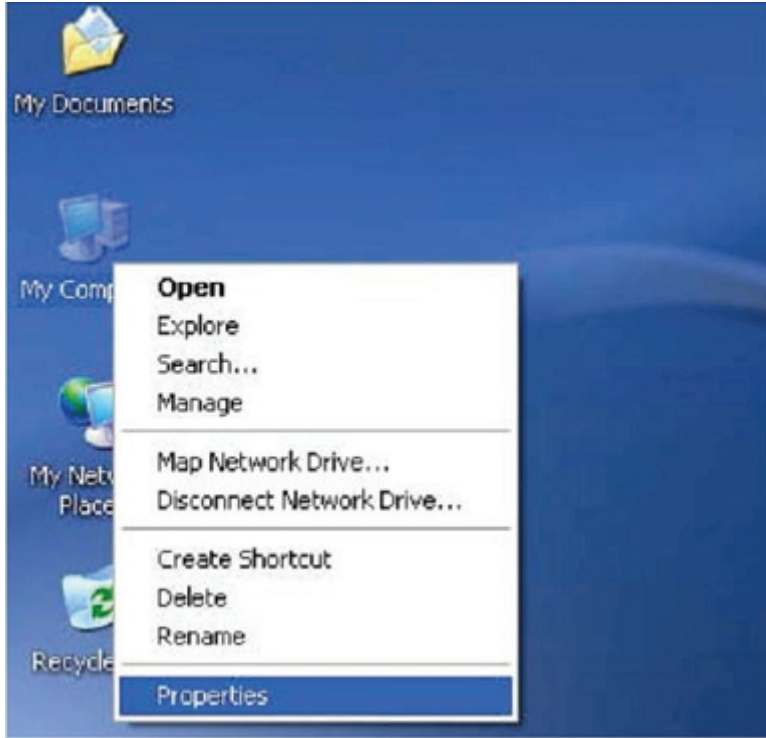 My Documents
My Comp
Open
Explore
Search...
Manage
Map Network Drive...
My Netw
Place
Disconnect Network Drive...
Create Shortcut
Delete
Rename
Recycle
Properties